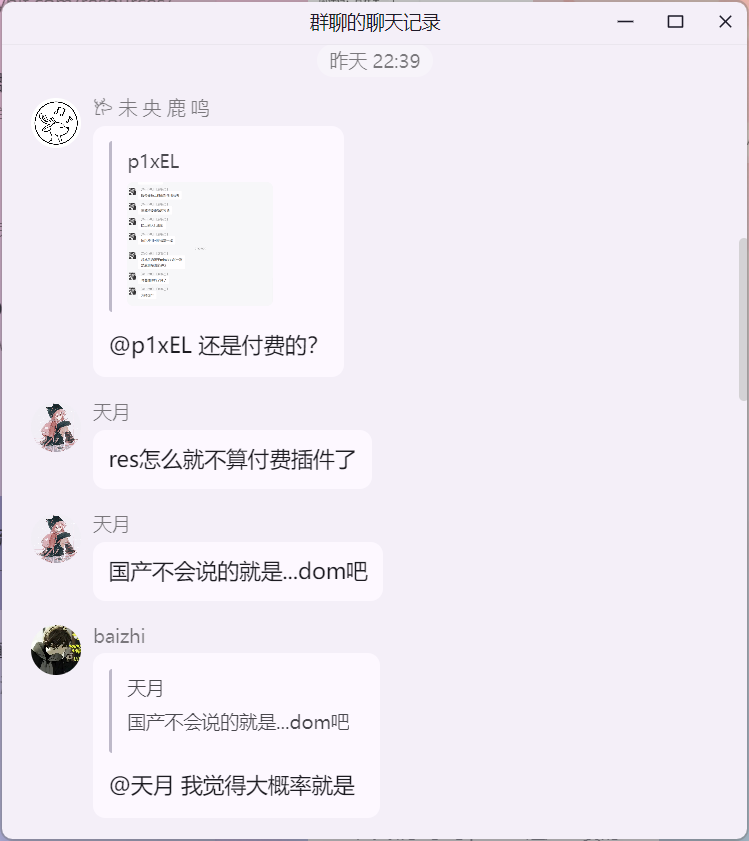 群聊的聊天记录
昨天 22:39
未 央 鹿 鸣
p1xEL
@p1xEL 还是付费的?
天月
res怎么就不算付费插件了
天月
国产不会说的就是...dom吧
baizhi
天月
国产不会说的就是...dom吧
@天月 我觉得大概率就是